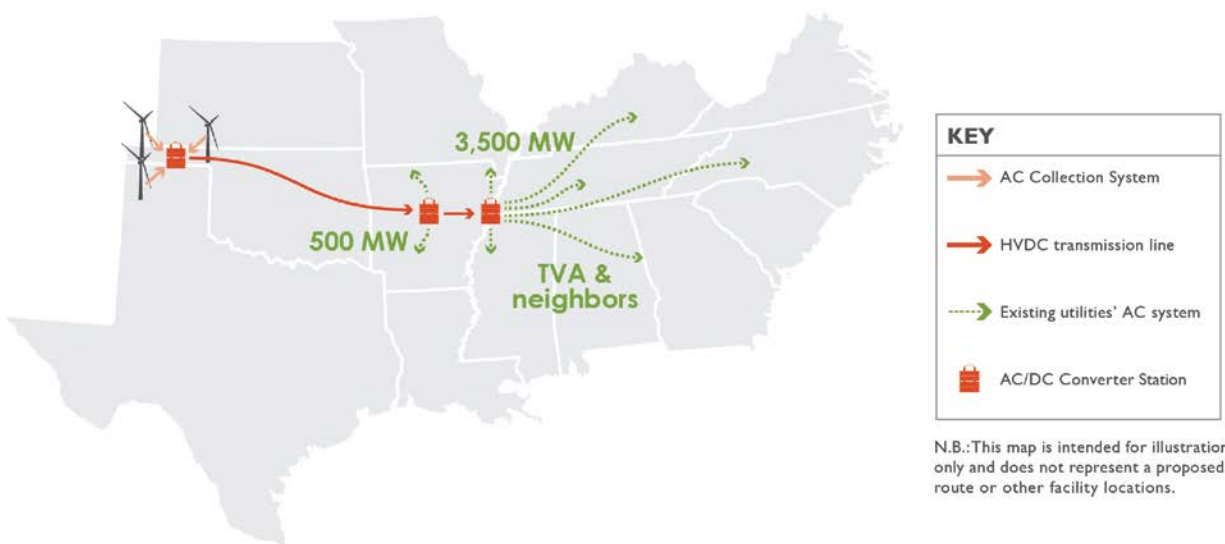 3,500 MW
500 MW
TVA &
neighbors
KEY
AC Collection System
HVDC transmission line
Existing utilities' AC system
AC/DC Converter Station
N.B.: This map is intended for illustration
only and does not represent a proposed
route or other facility locations.